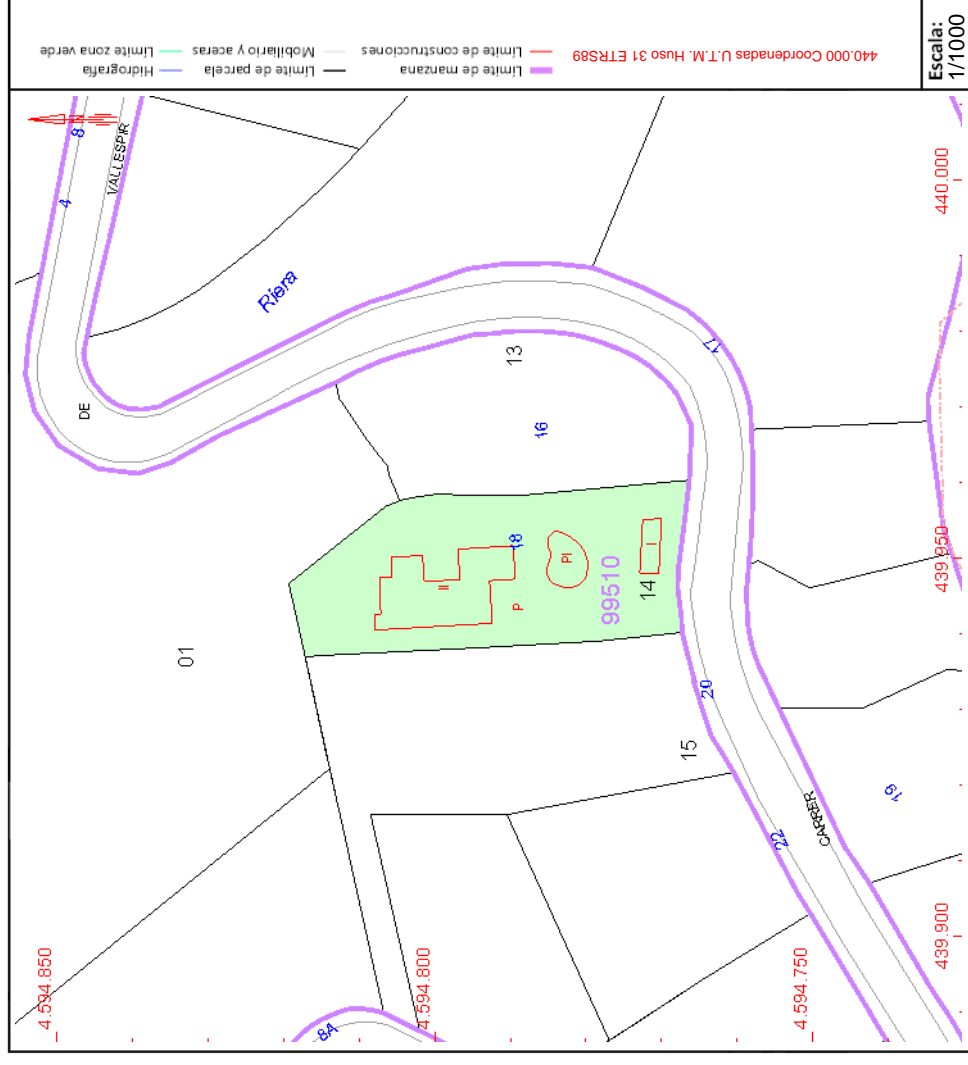 Límite de manzana
Límite de construcciones
Límite de parcela
Mobiliario y aceras
Hidrografía
Límite zona verde
440.000 Coordenadas U.T.M. Huso 31 ETRS89
Escala:
1/1000
8
4
VALLESPIR
DE
Riera
4.594.850
4.594.800
4.594.750
440.000
439.950
439.900
01
13
16
17
18
II
P
PI
I
99510
14
15
20
22
CARRER
19
8A